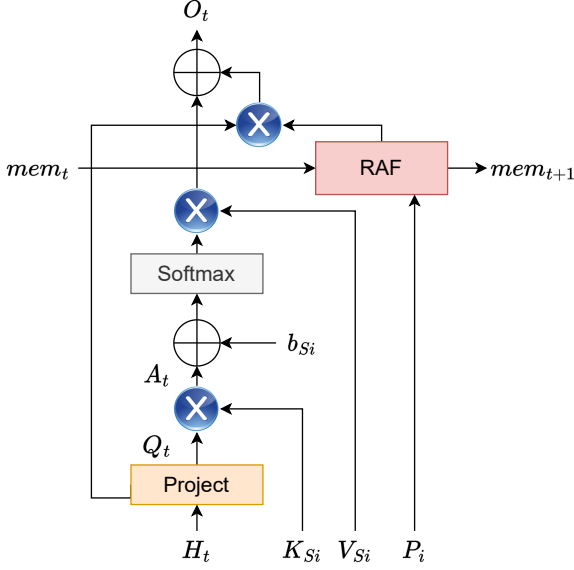 O_t
RAF
mem_t
mem_{t+1}
Softmax
b_{Si}
A_t
Q_t
Project
H_t
K_{Si}
V_{Si}
P_i